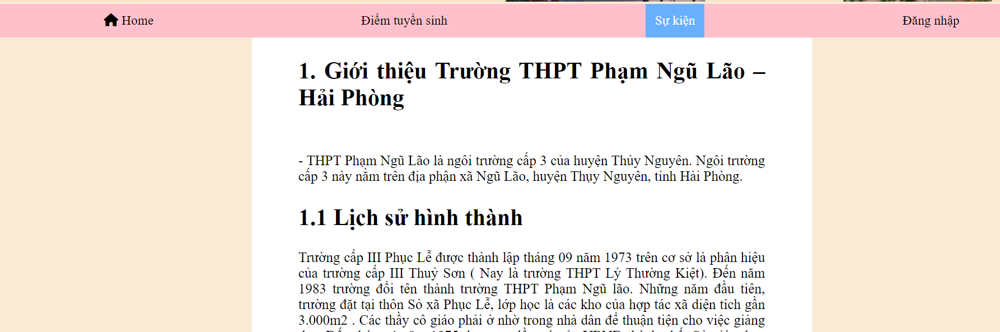 Home
Điểm tuyển sinh
Sự kiện
Đăng nhập
1. Giới thiệu Trường THPT Phạm Ngũ Lão –
Hải Phòng
- THPT Phạm Ngũ Lão là ngôi trường cấp 3 của huyện Thủy Nguyên. Ngôi trường
cấp 3 này nằm trên địa phận xã Ngũ Lão, huyện Thụy Nguyên, tỉnh Hải Phòng.
1.1 Lịch sử hình thành
Trường cấp III Phục Lễ được thành lập tháng 09 năm 1973 trên cơ sở là phân hiệu
của trường cấp III Thuỷ Sơn ( Nay là trường THPT Lý Thường Kiệt). Đến năm
1983 trường đổi tên thành trường THPT Phạm Ngũ lão. Những năm đầu tiên,
trường đặt tại thôn Sỏ xã Phục Lễ, lớp học là các kho của hợp tác xã diện tích gần
3.000m2 . Các thầy cô giáo phải ở nhờ trong nhà dân để thuận tiện cho việc giảng